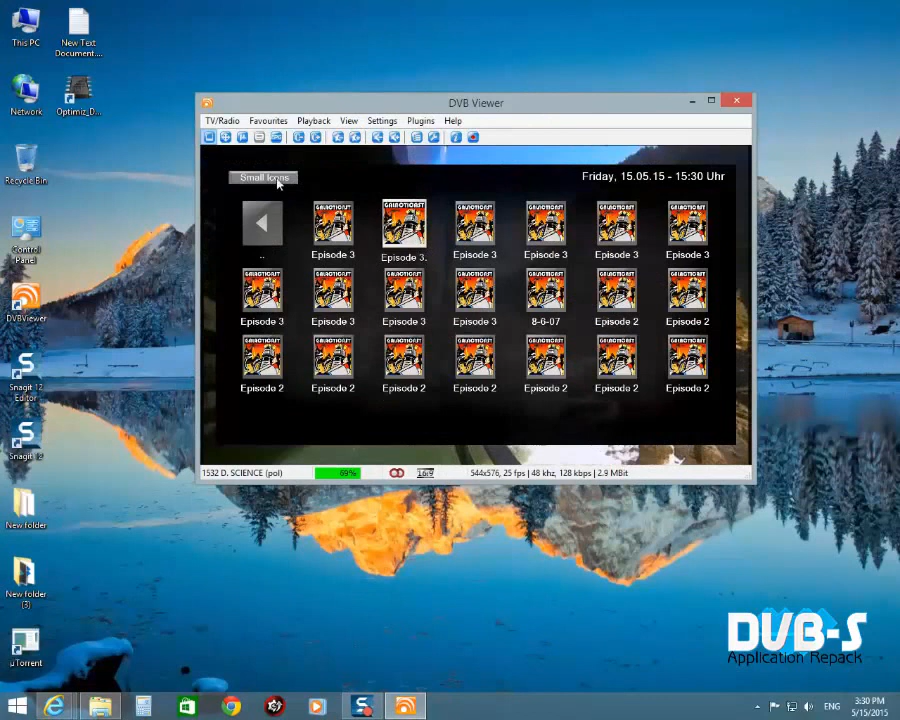 This PC
New Text
Document....
Network
Optimiz_D...
Recycle Bin
Control
Panel
DVBViewer
Snagit 12
Editor
Snagit 12
New folder
New folder
(3)
µTorrent
DVB Viewer
TV/Radio Favourites Playback View Settings Plugins Help
Small Icons
Friday, 15.05.15 - 15:30 Uhr
.. Episode 3 Episode 3. Episode 3 Episode 3 Episode 3 Episode 3
Episode 3 Episode 3 Episode 3 Episode 3 8-6-07 Episode 2 Episode 2
Episode 2 Episode 2 Episode 2 Episode 2 Episode 2 Episode 2 Episode 2
1532 D. SCIENCE (pol) 69% 16:9 544x576, 25 fps | 48 khz, 128 kbps | 2.9 MBit
DVB-S
Application Repack
ENG
3:30 PM
5/15/2015